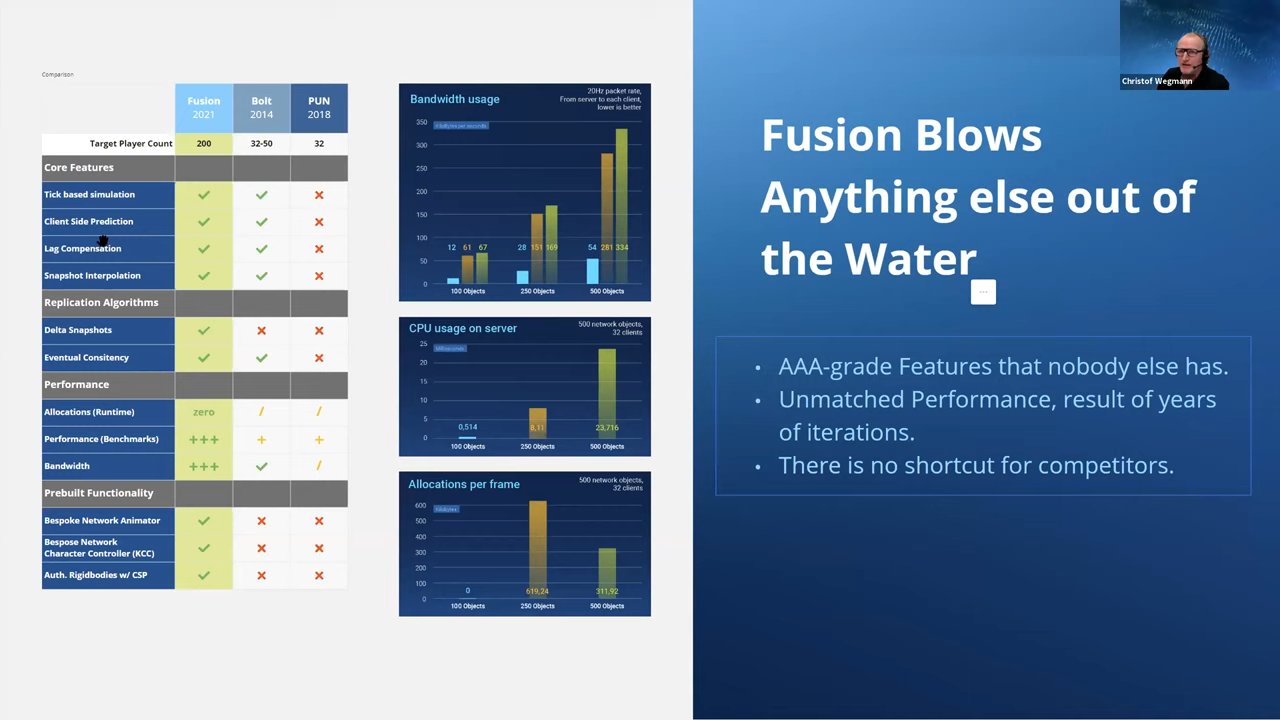 Comparison
Fusion Bolt PUN
2021 2014 2018
Target Player Count 200 32-50 32
Core Features
Tick based simulation ✓ ✓ ✗
Client Side Prediction ✓ ✓ ✗
Lag Compensation ✓ ✓ ✗
Snapshot Interpolation ✓ ✓ ✗
Replication Algorithms
Delta Snapshots ✓ ✗ ✗
Eventual Consitency ✓ ✓ ✗
Performance
Allocations (Runtime) zero / /
Performance (Benchmarks) +++ + +
Bandwidth +++ ✓ /
Prebuilt Functionality
Bespoke Network Animator ✓ ✗ ✗
Bespose Network
Character Controller (KCC) ✓ ✗ ✗
Auth. Rigidbodies w/ CSP ✓ ✗ ✗
Bandwidth usage
20Hz packet rate,
From server to each client,
lower is better
350
300
250
200
150
100
50
0
12 61 67 28 151 169 54 281 334
100 Objects 250 Objects 500 Objects
CPU usage on server
500 network objects,
32 clients
25
20
15
10
5
0
0,514 8,11 23,716
100 Objects 250 Objects 500 Objects
Allocations per frame
500 network objects,
32 clients
600
500
400
300
200
100
0
0 619,24 311,92
100 Objects 250 Objects 500 Objects
Christof Wegmann
Fusion Blows
Anything else out of
the Water
...
• AAA-grade Features that nobody else has.
• Unmatched Performance, result of years
of iterations.
• There is no shortcut for competitors.